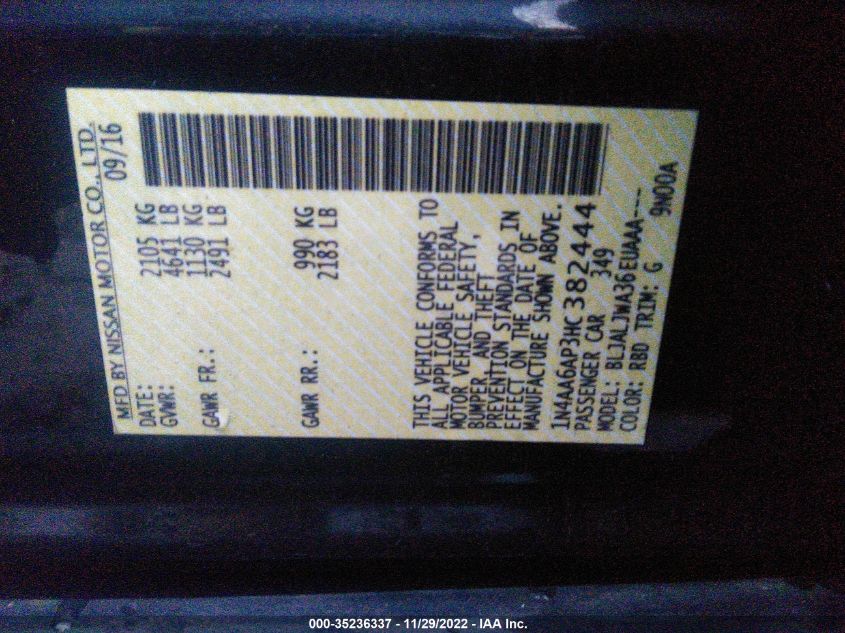 MFD BY NISSAN MOTOR CO., LTD.
DATE: 09/16
GVWR: 2105 KG
4641 LB
GAWR FR.: 1130 KG
2491 LB
GAWR RR.: 990 KG
2183 LB
THIS VEHICLE CONFORMS TO
ALL APPLICABLE FEDERAL
MOTOR VEHICLE SAFETY,
BUMPER, AND THEFT
PREVENTION STANDARDS IN
EFFECT ON THE DATE OF
MANUFACTURE SHOWN ABOVE.
1N4AA6AP3HC382444
PASSENGER CAR 349
MODEL: BLJALJWA36EUAAA---
COLOR: RBD TRIM: G 9N00A
000-35236337 - 11/29/2022 - IAA Inc.